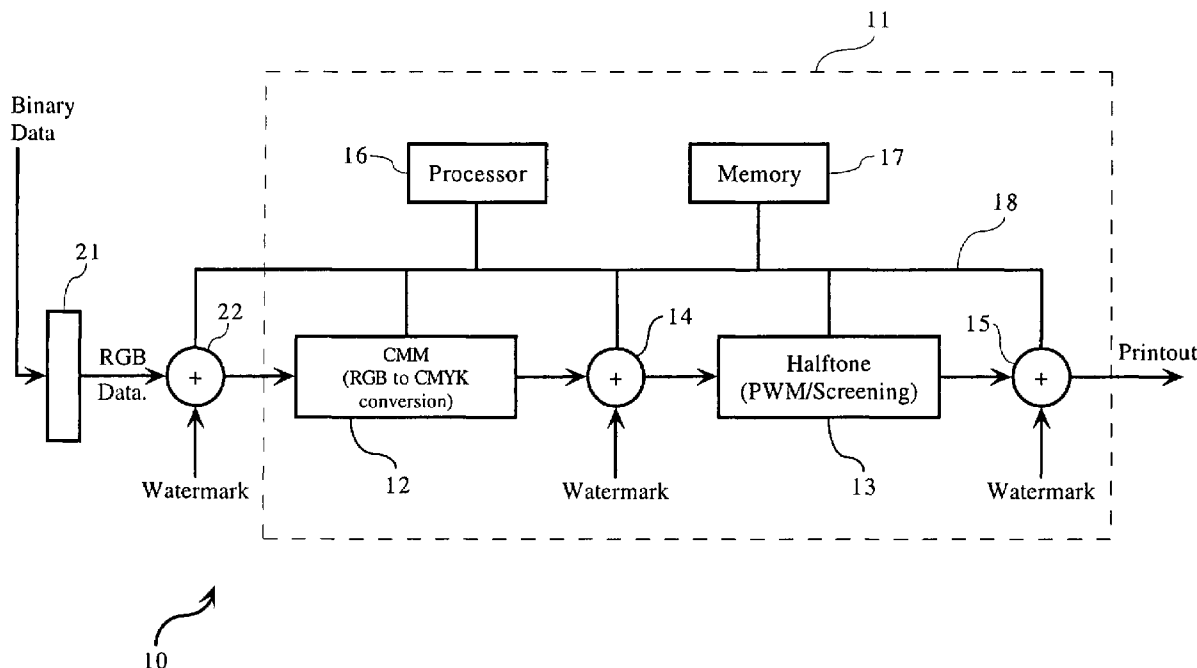 11
Binary
Data
16
Processor
Memory
17
18
21
22
14
15
RGB
Data.
+
CMM
(RGB to CMYK
conversion)
+
Halftone
(PWM/Screening)
+
Printout
Watermark
12
Watermark
13
Watermark
10